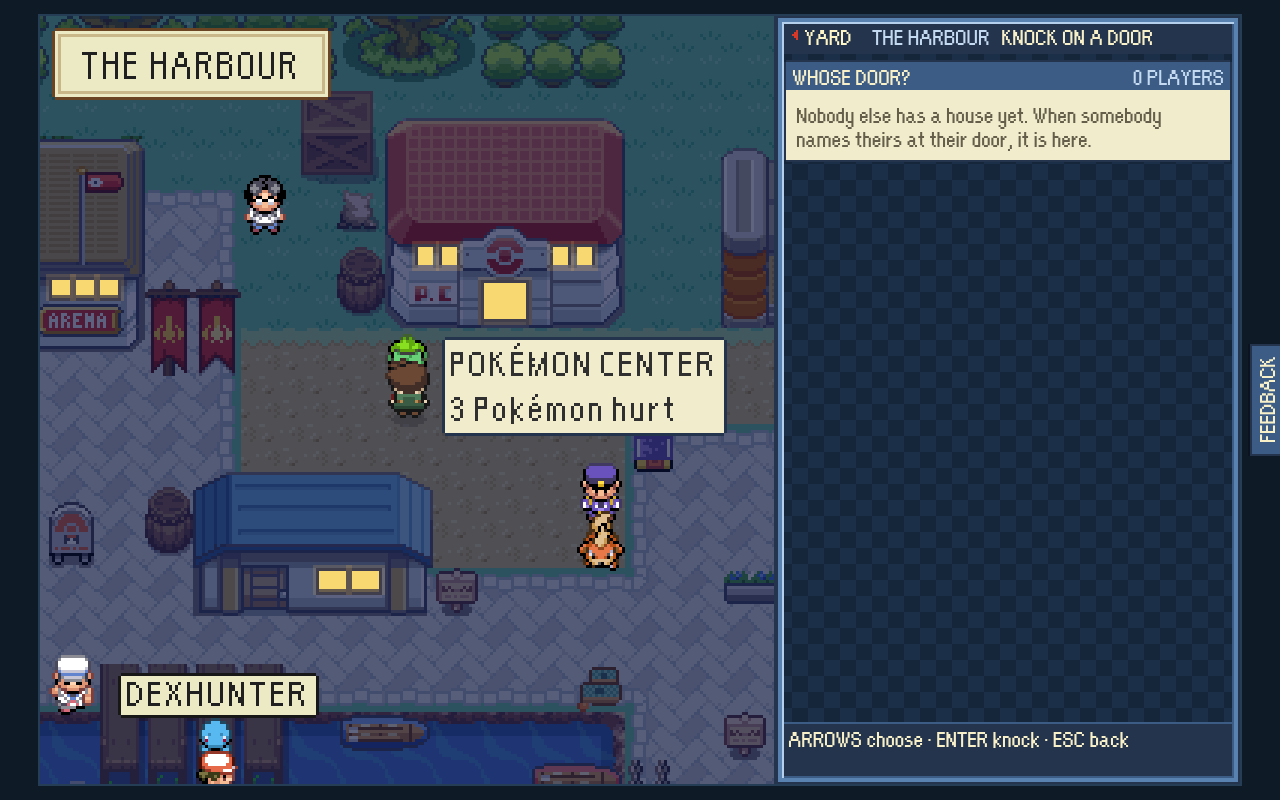 THE HARBOUR
ARENA
P.C
POKÉMON CENTER
3 Pokémon hurt
DEXHUNTER
YARD THE HARBOUR KNOCK ON A DOOR
WHOSE DOOR? 0 PLAYERS
Nobody else has a house yet. When somebody
names theirs at their door, it is here.
ARROWS choose · ENTER knock · ESC back
FEEDBACK